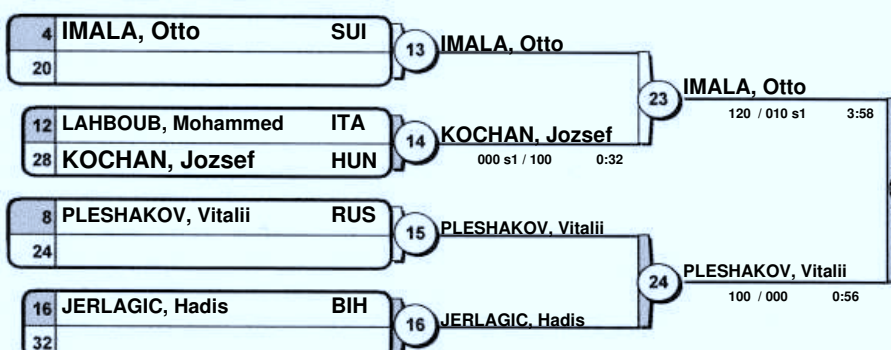 4 IMALA, Otto SUI
20
13 IMALA, Otto
12 LAHBOUB, Mohammed ITA
28 KOCHAN, Jozsef HUN
14 KOCHAN, Jozsef
000 s1 / 100 0:32
23 IMALA, Otto
120 / 010 s1 3:58
8 PLESHAKOV, Vitalii RUS
24
15 PLESHAKOV, Vitalii
16 JERLAGIC, Hadis BIH
32
16 JERLAGIC, Hadis
24 PLESHAKOV, Vitalii
100 / 000 0:56